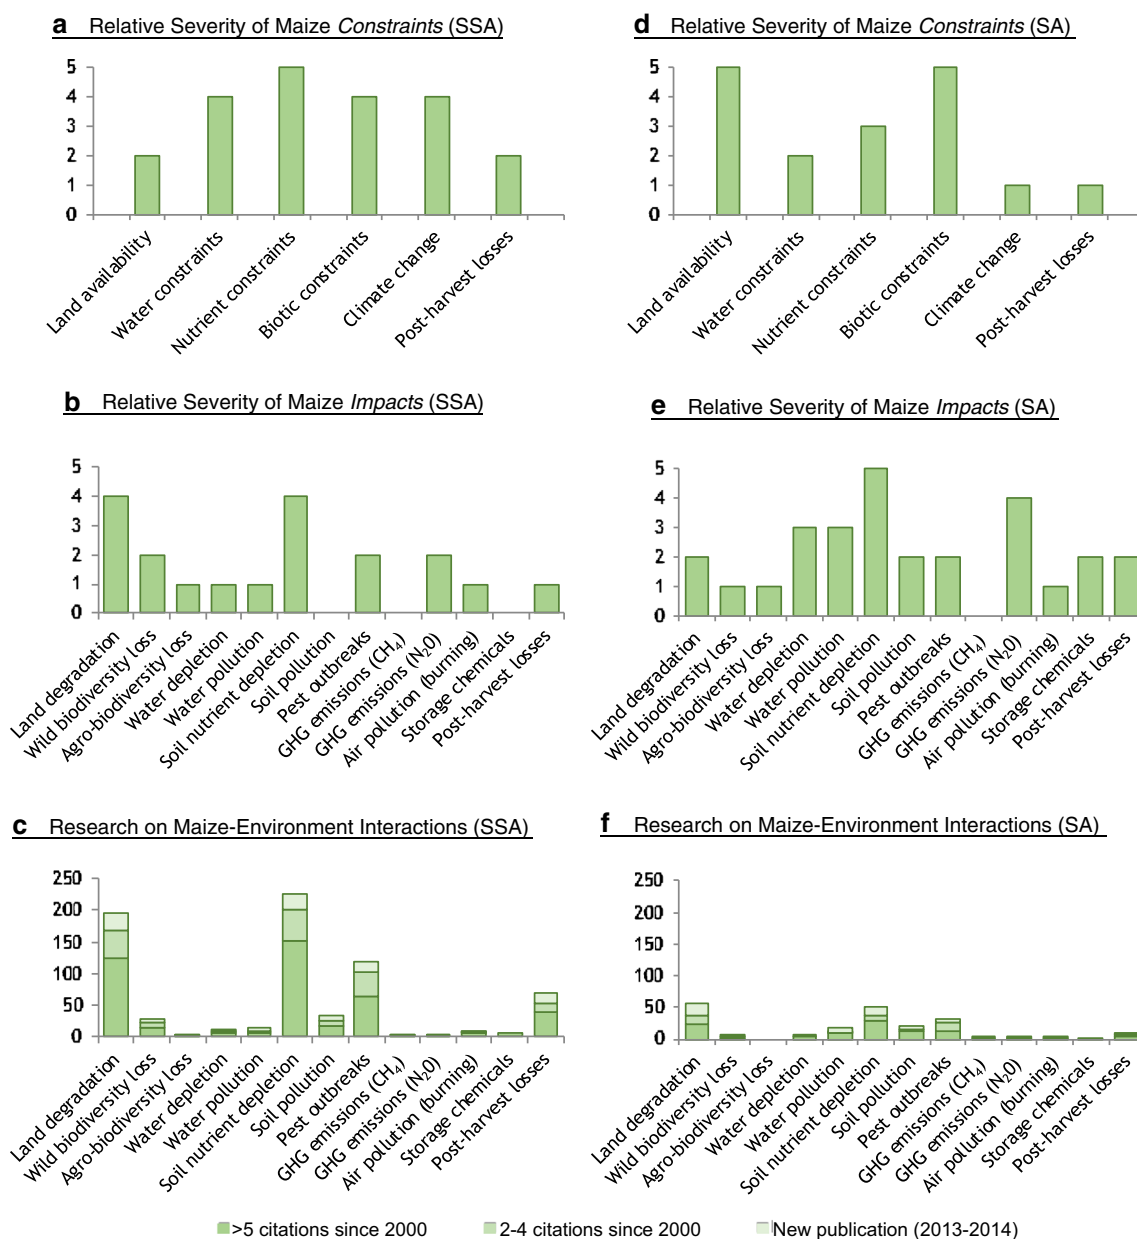 a Relative Severity of Maize Constraints (SSA)
5
4
3
2
1
0
Land availability
Water constraints
Nutrient constraints
Biotic constraints
Climate change
Post-harvest losses
d Relative Severity of Maize Constraints (SA)
5
4
3
2
1
0
Land availability
Water constraints
Nutrient constraints
Biotic constraints
Climate change
Post-harvest losses
b Relative Severity of Maize Impacts (SSA)
5
4
3
2
1
0
Land degradation
Wild biodiversity loss
Agro-biodiversity loss
Water depletion
Water pollution
Soil nutrient depletion
Soil pollution
Pest outbreaks
GHG emissions (CH₄)
GHG emissions (N₂O)
Air pollution (burning)
Storage chemicals
Post-harvest losses
e Relative Severity of Maize Impacts (SA)
5
4
3
2
1
0
Land degradation
Wild biodiversity loss
Agro-biodiversity loss
Water depletion
Water pollution
Soil nutrient depletion
Soil pollution
Pest outbreaks
GHG emissions (CH₄)
GHG emissions (N₂O)
Air pollution (burning)
Storage chemicals
Post-harvest losses
c Research on Maize-Environment Interactions (SSA)
250
200
150
100
50
0
Land degradation
Wild biodiversity loss
Agro-biodiversity loss
Water depletion
Water pollution
Soil nutrient depletion
Soil pollution
Pest outbreaks
GHG emissions (CH₄)
GHG emissions (N₂O)
Air pollution (burning)
Storage chemicals
Post-harvest losses
f Research on Maize-Environment Interactions (SA)
250
200
150
100
50
0
Land degradation
Wild biodiversity loss
Agro-biodiversity loss
Water depletion
Water pollution
Soil nutrient depletion
Soil pollution
Pest outbreaks
GHG emissions (CH₄)
GHG emissions (N₂O)
Air pollution (burning)
Storage chemicals
Post-harvest losses
>5 citations since 2000
2-4 citations since 2000
New publication (2013-2014)